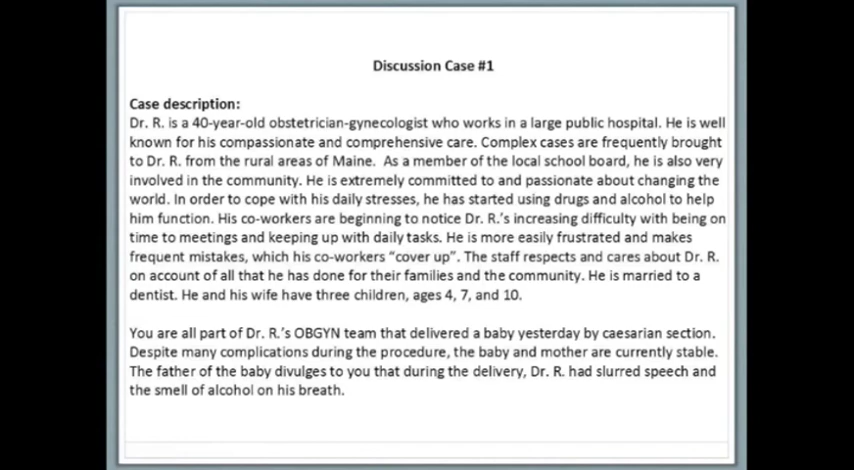 Discussion Case #1
Case description:
Dr. R. is a 40-year-old obstetrician-gynecologist who works in a large public hospital. He is well
known for his compassionate and comprehensive care. Complex cases are frequently brought
to Dr. R. from the rural areas of Maine.  As a member of the local school board, he is also very
involved in the community. He is extremely committed to and passionate about changing the
world. In order to cope with his daily stresses, he has started using drugs and alcohol to help
him function. His co-workers are beginning to notice Dr. R.’s increasing difficulty with being on
time to meetings and keeping up with daily tasks. He is more easily frustrated and makes
frequent mistakes, which his co-workers “cover up”. The staff respects and cares about Dr. R.
on account of all that he has done for their families and the community. He is married to a
dentist. He and his wife have three children, ages 4, 7, and 10.
You are all part of Dr. R.’s OBGYN team that delivered a baby yesterday by caesarian section.
Despite many complications during the procedure, the baby and mother are currently stable.
The father of the baby divulges to you that during the delivery, Dr. R. had slurred speech and
the smell of alcohol on his breath.